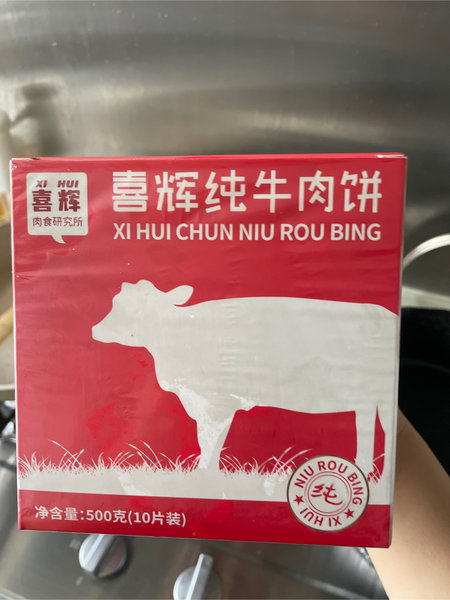 XI HUI
喜辉
肉食研究所
喜辉纯牛肉饼
XI HUI CHUN NIU ROU BING
净含量:500克(10片装)
NIU ROU BING
纯
XI HUI